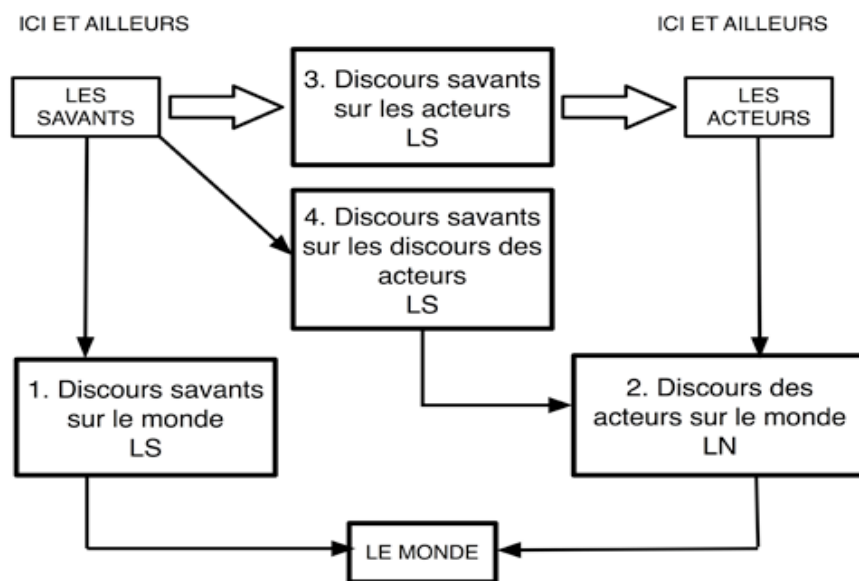 ICI ET AILLEURS
ICI ET AILLEURS
LES
SAVANTS
3. Discours savants
sur les acteurs
LS
LES
ACTEURS
4. Discours savants
sur les discours des
acteurs
LS
1. Discours savants
sur le monde
LS
2. Discours des
acteurs sur le monde
LN
LE MONDE